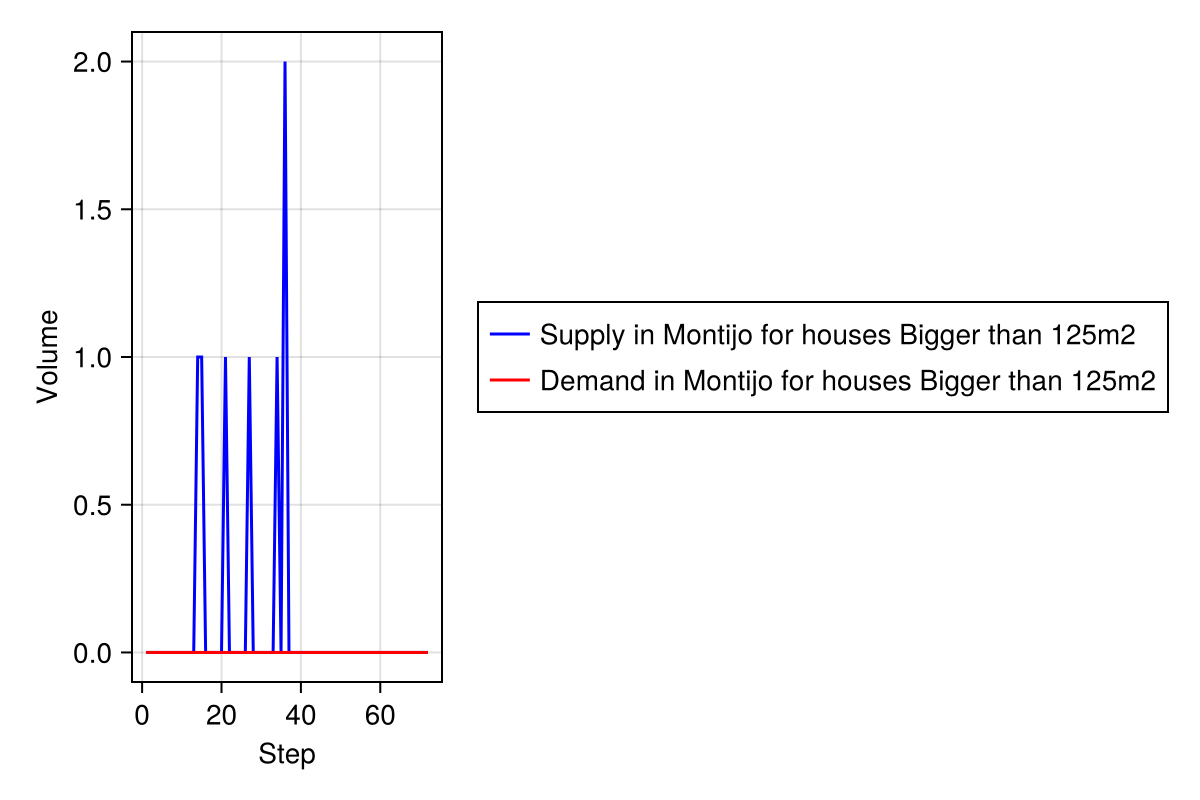 2.0
1.5
1.0
0.5
0.0
Volume
0 20 40 60
Step
Supply in Montijo for houses Bigger than 125m2
Demand in Montijo for houses Bigger than 125m2